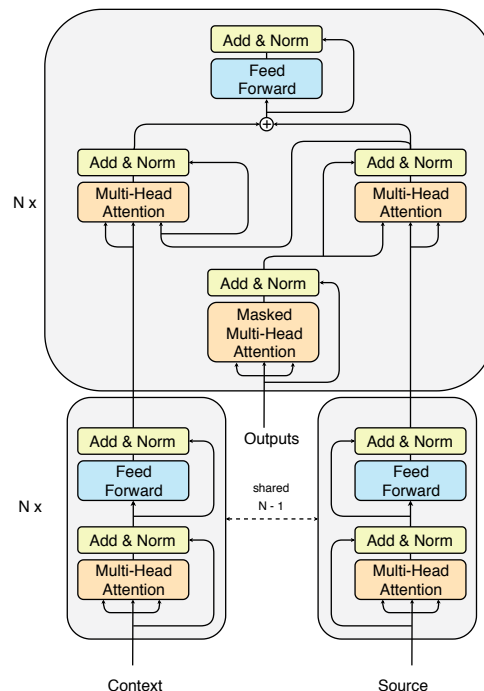 Add & Norm
Feed
Forward
+
Add & Norm
Multi-Head
Attention
Add & Norm
Multi-Head
Attention
N x
Add & Norm
Masked
Multi-Head
Attention
Outputs
Add & Norm
Feed
Forward
Add & Norm
Multi-Head
Attention
N x
shared
N - 1
Add & Norm
Feed
Forward
Add & Norm
Multi-Head
Attention
Context
Source